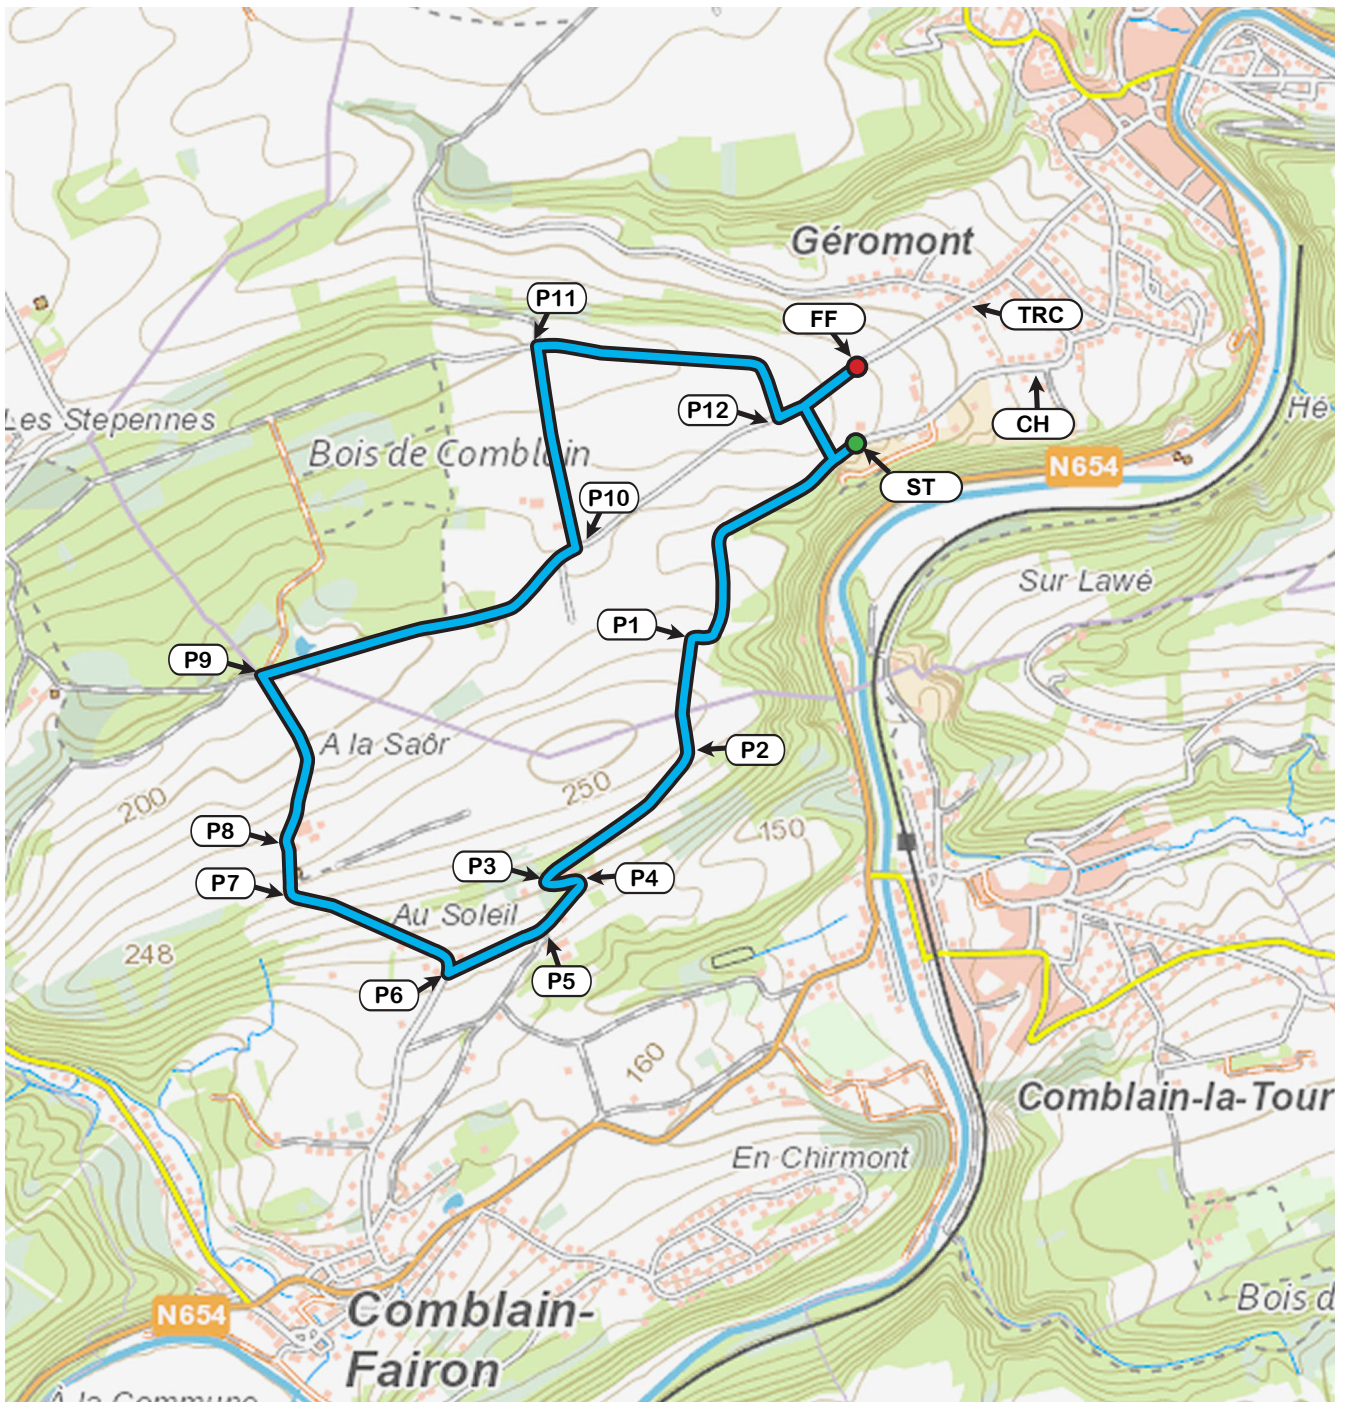 Géromont
P11
FF
TRC
P12
CH
Les Stepennes
Hé
Bois de Comblain
N654
ST
P10
Sur Lawé
P1
P9
A la Saôr
P2
200
250
P8
150
P3
P4
P7
Au Soleil
248
P5
P6
160
Comblain-la-Tour
En Chirmont
Bois d
N654
Comblain-
Fairon
À la Commune